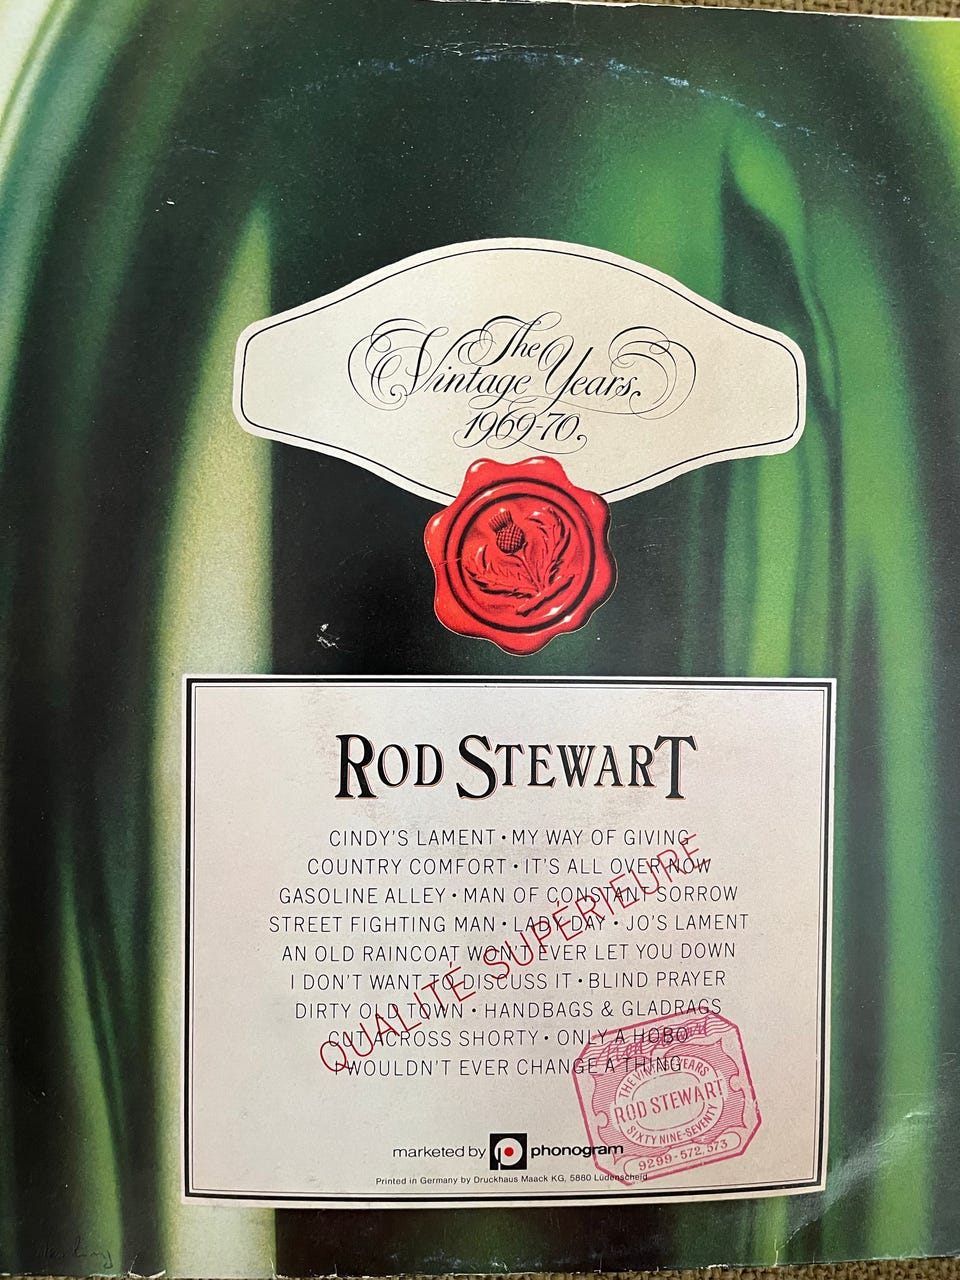 The
Vintage Years
1969-70
ROD STEWART
CINDY'S LAMENT • MY WAY OF GIVING
COUNTRY COMFORT • IT'S ALL OVER NOW
GASOLINE ALLEY • MAN OF CONSTANT SORROW
STREET FIGHTING MAN • LADY DAY • JO'S LAMENT
AN OLD RAINCOAT WON'T EVER LET YOU DOWN
I DON'T WANT TO DISCUSS IT • BLIND PRAYER
DIRTY OLD TOWN • HANDBAGS & GLADRAGS
CUT ACROSS SHORTY • ONLY A HOBO
I WOULDN'T EVER CHANGE A THING
QUALITÉ SUPÉRIEURE
Rod Stewart
THE VINTAGE YEARS
ROD STEWART
SIXTY NINE-SEVENTY
9299-572,573
marketed by phonogram
Printed in Germany by Druckhaus Maack KG, 5880 Lüdenscheid